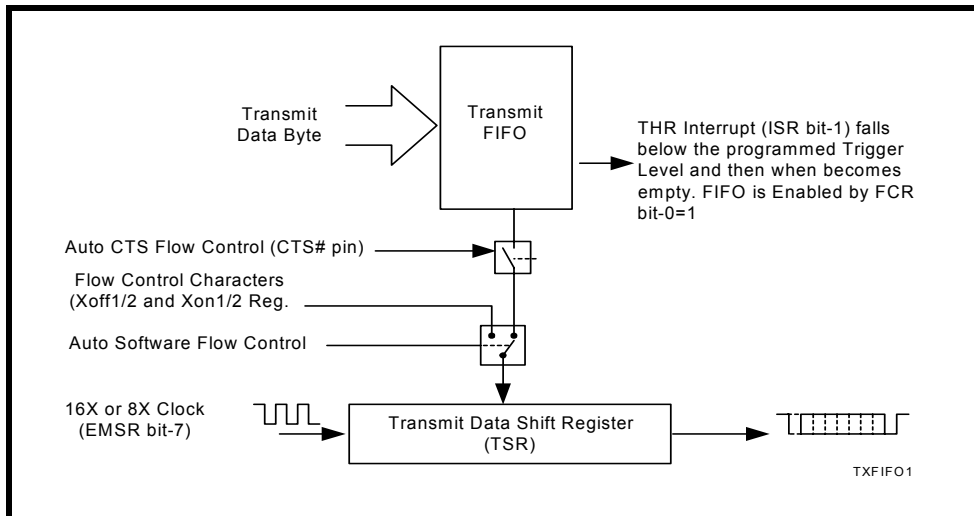 Transmit
Data Byte
Transmit
FIFO
THR Interrupt (ISR bit-1) falls
below the programmed Trigger
Level and then when becomes
empty. FIFO is Enabled by FCR
bit-0=1
Auto CTS Flow Control (CTS# pin)
Flow Control Characters
(Xoff1/2 and Xon1/2 Reg.
Auto Software Flow Control
16X or 8X Clock
(EMSR bit-7)
Transmit Data Shift Register
(TSR)
TXFIFO1